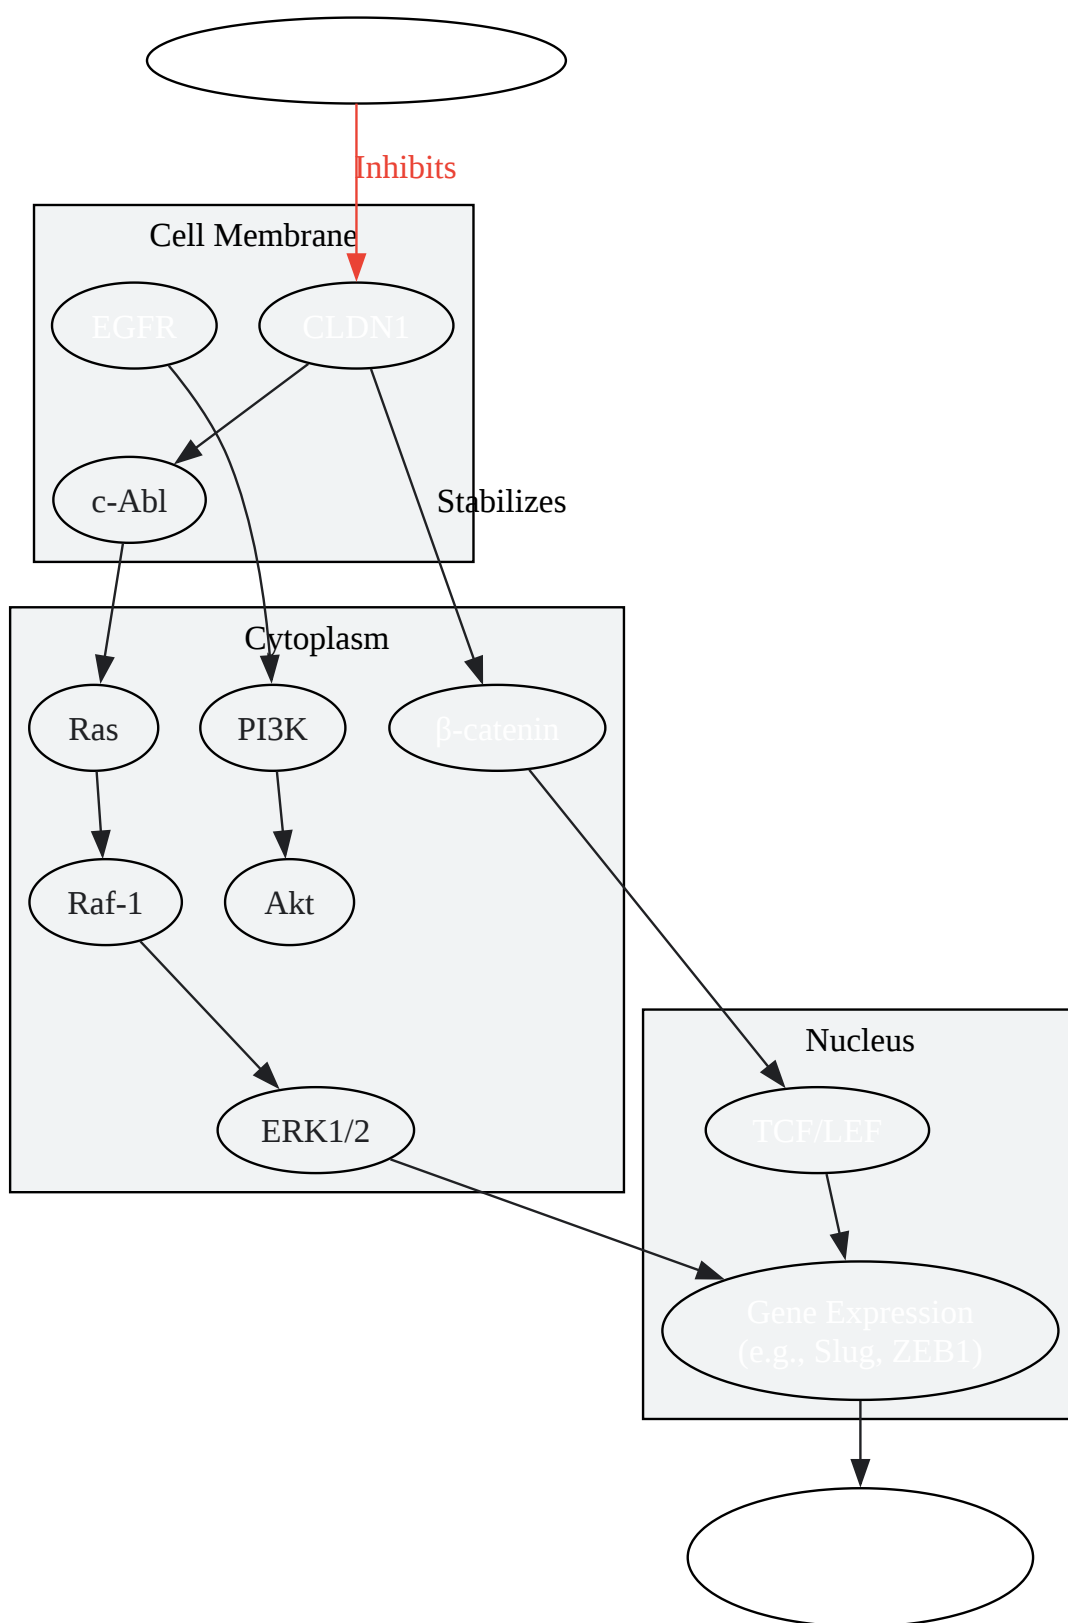 Inhibits
Cell Membrane
EGFR
CLDN1
c-Abl
Stabilizes
Cytoplasm
Ras
PI3K
β-catenin
Raf-1
Akt
Nucleus
ERK1/2
TCF/LEF
Gene Expression
(e.g., Slug, ZEB1)